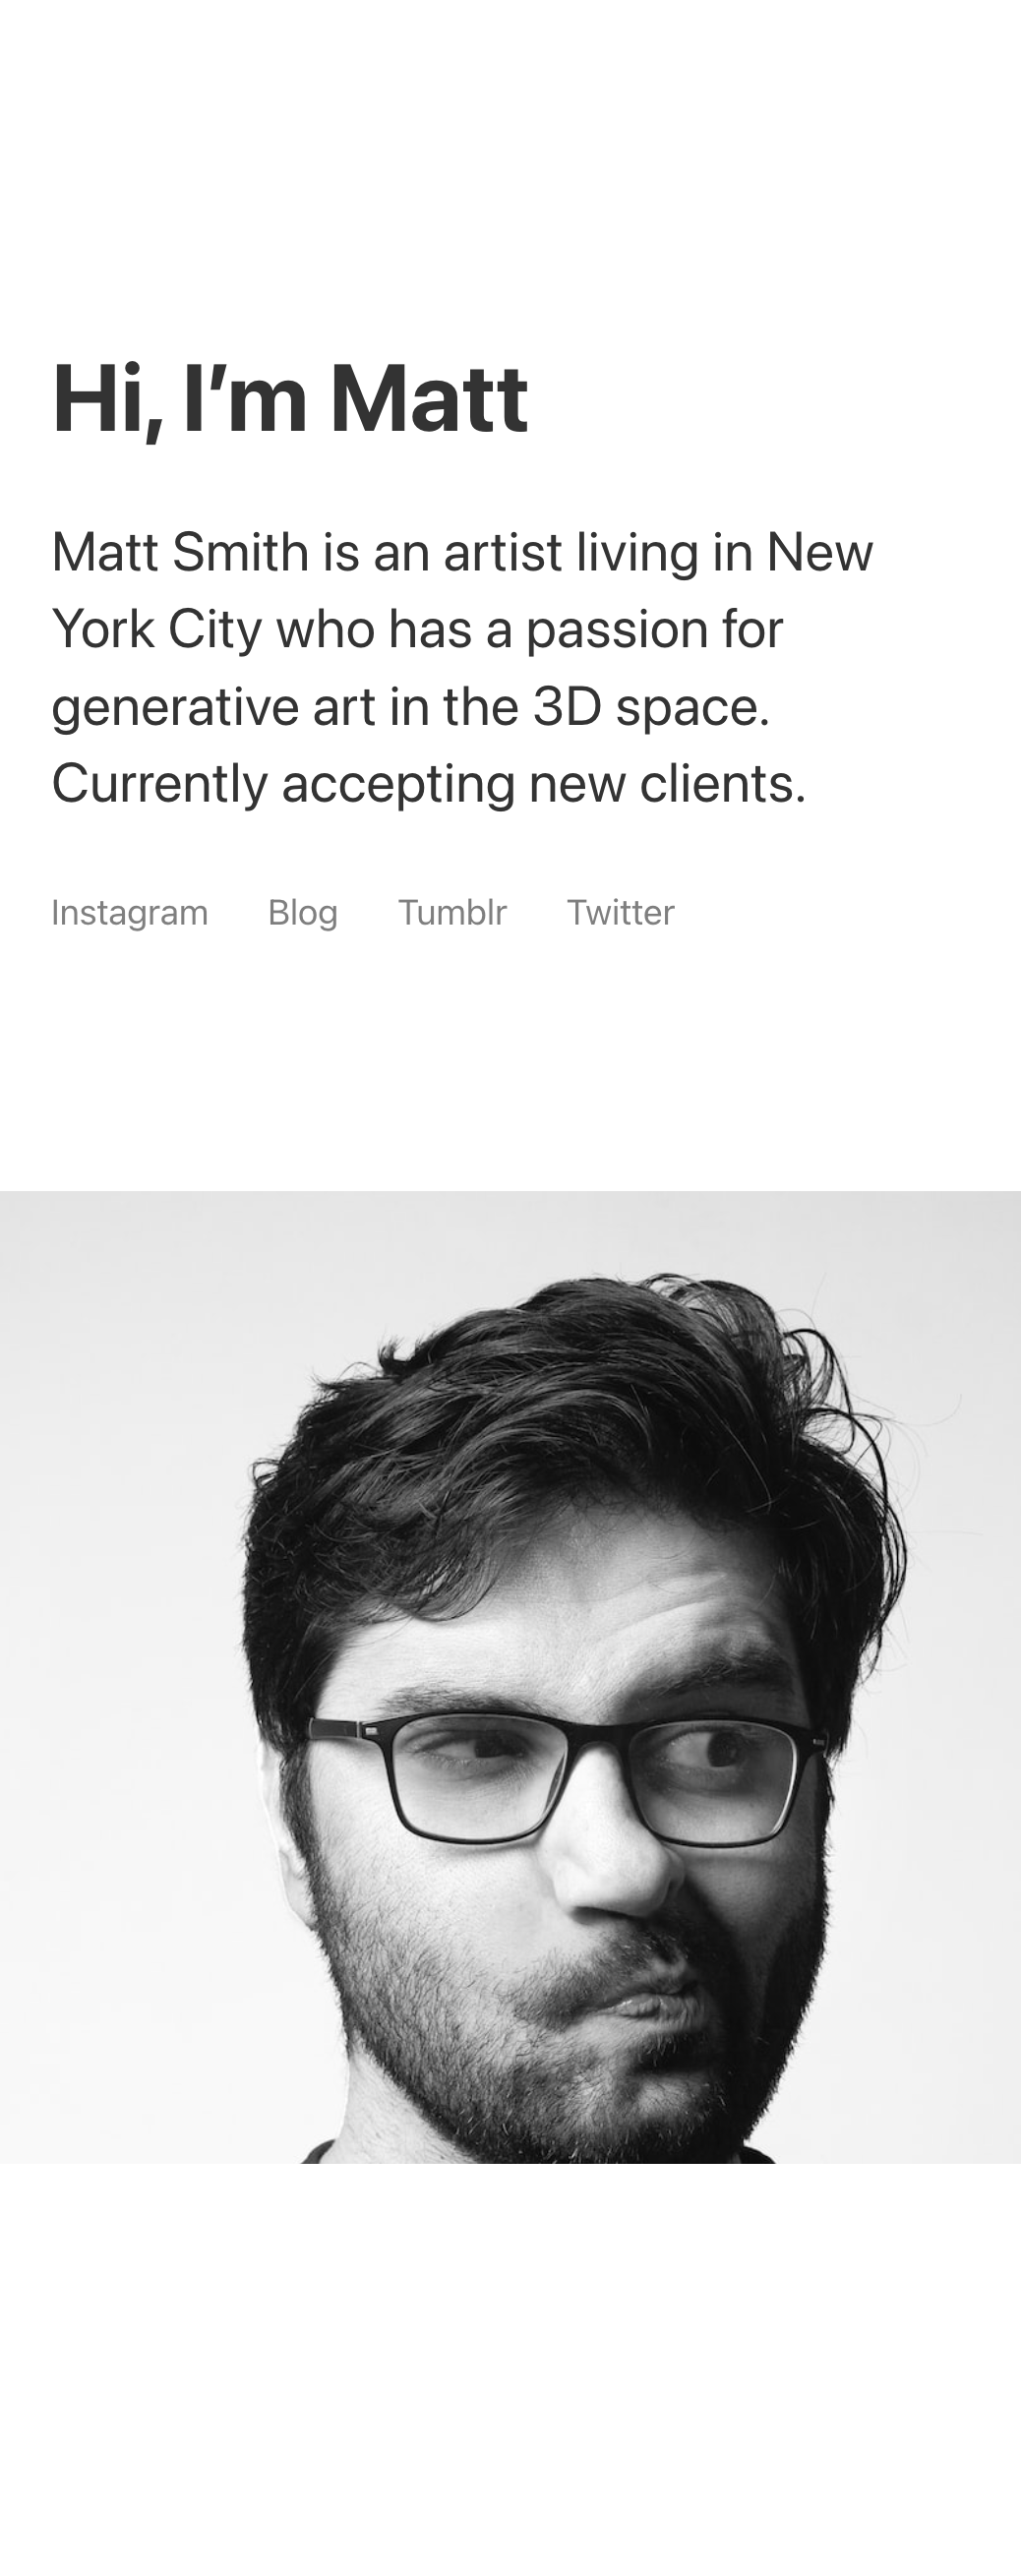 Hi, I’m Matt
Matt Smith is an artist living in New
York City who has a passion for
generative art in the 3D space.
Currently accepting new clients.
Instagram Blog Tumblr Twitter